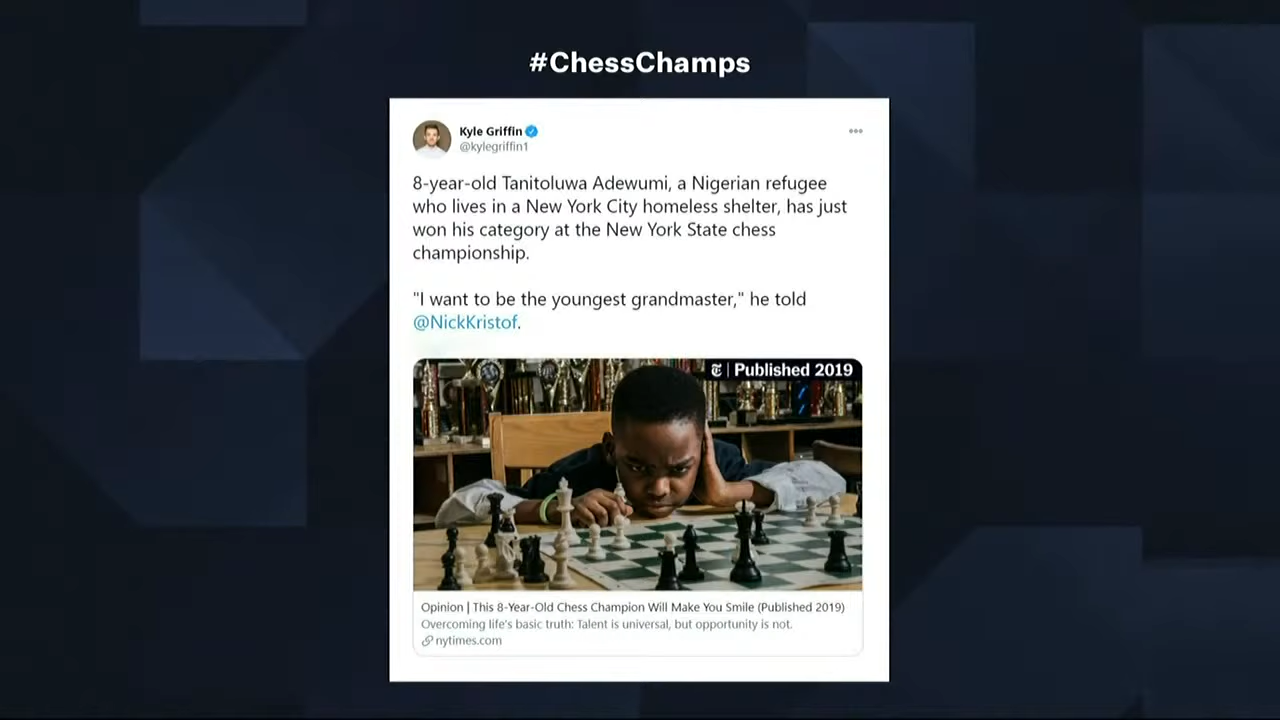 #ChessChamps
Kyle Griffin
@kylegriffin1
8-year-old Tanitoluwa Adewumi, a Nigerian refugee
who lives in a New York City homeless shelter, has just
won his category at the New York State chess
championship.
"I want to be the youngest grandmaster," he told
@NickKristof.
Published 2019
Opinion | This 8-Year-Old Chess Champion Will Make You Smile (Published 2019)
Overcoming life's basic truth: Talent is universal, but opportunity is not.
nytimes.com